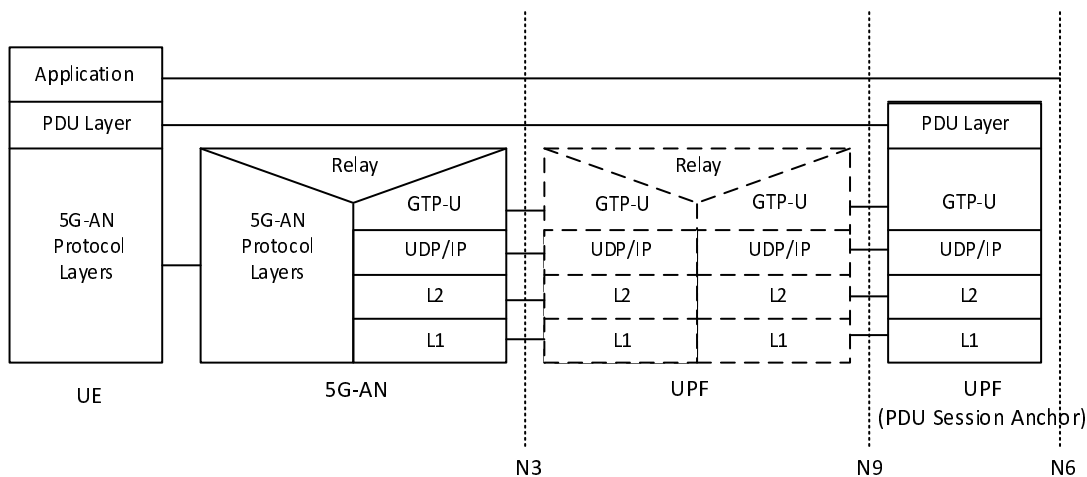 Application
PDU Layer
PDU Layer
Relay
Relay
5G-AN
Protocol
Layers
5G-AN
Protocol
Layers
GTP-U
GTP-U
GTP-U
GTP-U
UDP/IP
UDP/IP
UDP/IP
UDP/IP
L2
L2
L2
L2
L1
L1
L1
L1
UE
5G-AN
UPF
UPF
(PDU Session Anchor)
N3
N9
N6